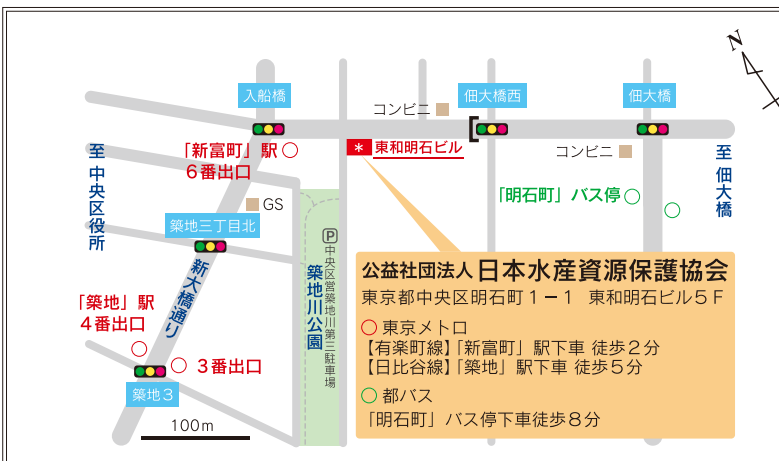 N
入船橋
コンビニ
佃大橋西
佃大橋
「新富町」駅
6番出口
* 東和明石ビル
コンビニ
至 中央区役所
至 佃大橋
「明石町」バス停
GS
築地三丁目北
新大橋通り
P 中央区営築地川第三駐車場
築地川公園
「築地」駅
4番出口
3番出口
築地3
100m
公益社団法人 日本水産資源保護協会
東京都中央区明石町1－1 東和明石ビル5F
東京メトロ
【有楽町線】「新富町」駅下車 徒歩2分
【日比谷線】「築地」駅下車 徒歩5分
都バス
「明石町」バス停下車徒歩8分